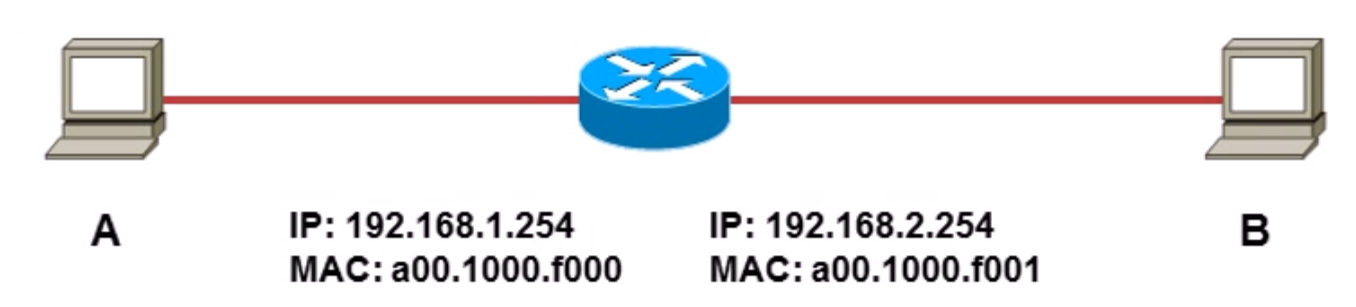 A
IP: 192.168.1.254
MAC: a00.1000.f000
IP: 192.168.2.254
MAC: a00.1000.f001
B